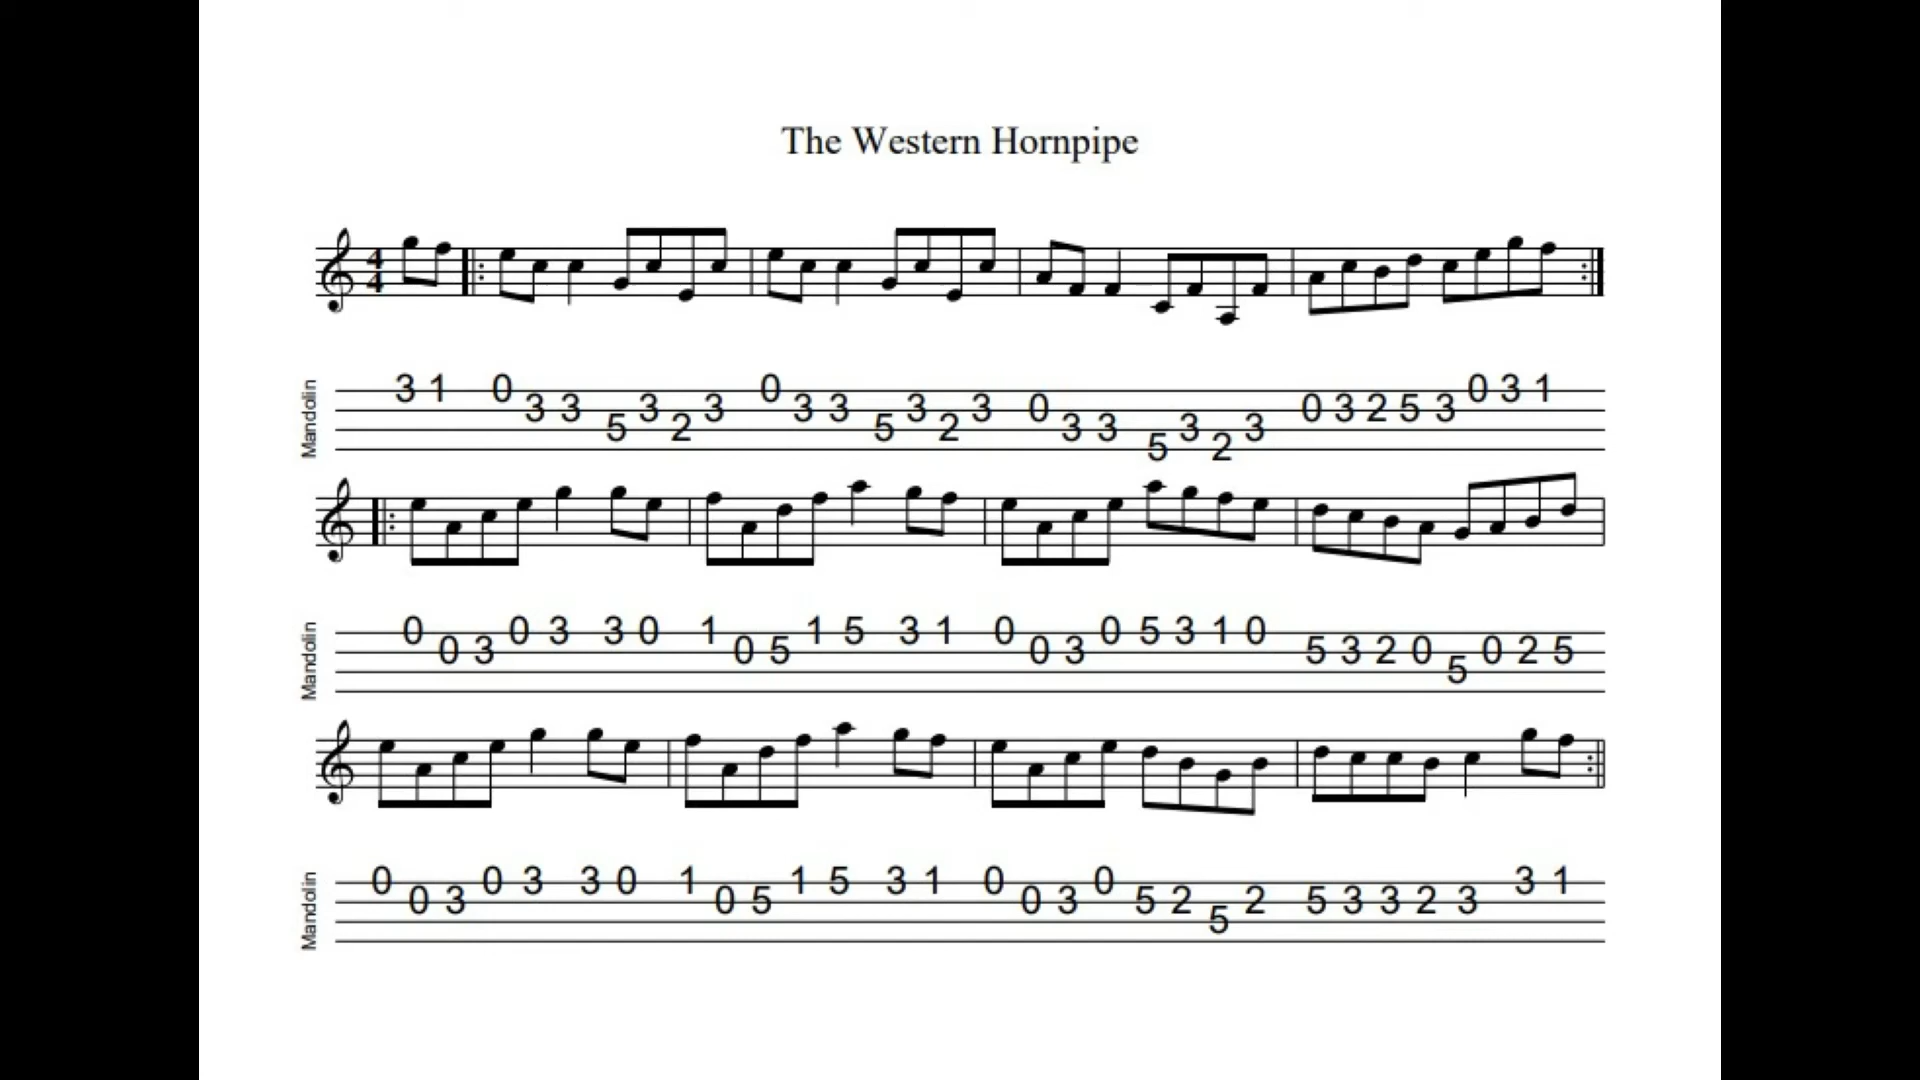 The Western Hornpipe
4
4
Mandolin
3 1 0 3 3 5 3 2 3 0 3 3 5 3 2 3 0 3 3 5 3 2 3 0 3 2 5 3 0 3 1
Mandolin
0 0 3 0 3 3 0 1 0 5 1 5 3 1 0 0 3 0 5 3 1 0 5 3 2 0 5 0 2 5
Mandolin
0 0 3 0 3 3 0 1 0 5 1 5 3 1 0 0 3 0 5 2 5 2 5 3 3 2 3 3 1